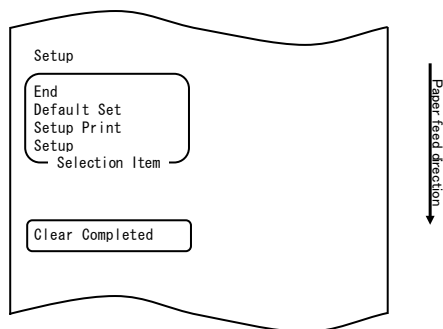 Setup
End
Default Set
Setup Print
Setup
Selection Item
Clear Completed
Paper feed direction